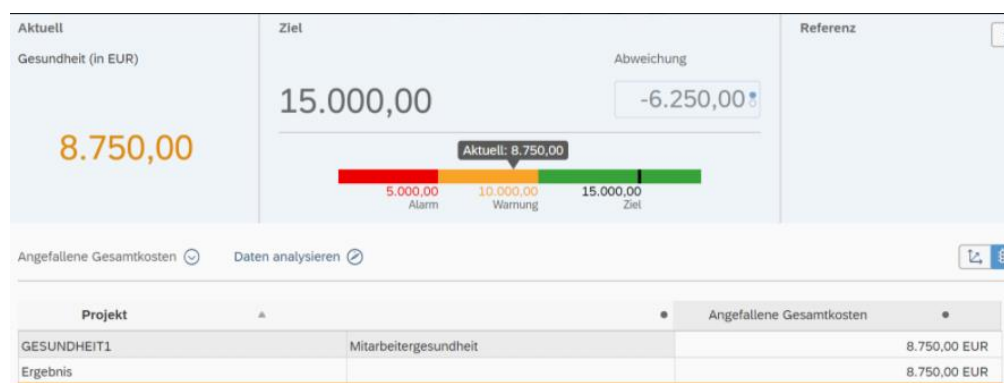 Aktuell
Ziel
Referenz
Gesundheit (in EUR)
Abweichung
15.000,00
-6.250,00
8.750,00
Aktuell: 8.750,00
5.000,00 10.000,00 15.000,00
Alarm Warnung Ziel
Angefallene Gesamtkosten Daten analysieren
Projekt Angefallene Gesamtkosten
GESUNDHEIT1 Mitarbeitergesundheit 8.750,00 EUR
Ergebnis 8.750,00 EUR